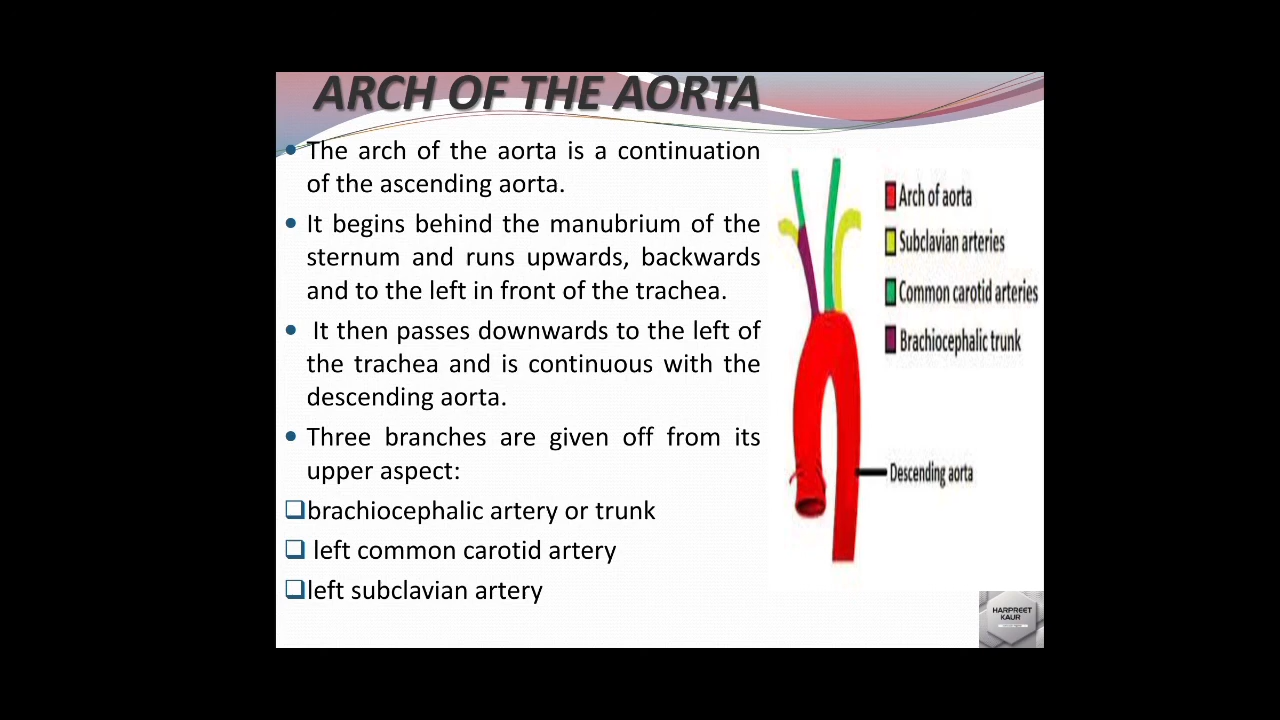 ARCH OF THE AORTA
• The arch of the aorta is a continuation
of the ascending aorta.
• It begins behind the manubrium of the
sternum and runs upwards, backwards
and to the left in front of the trachea.
• It then passes downwards to the left of
the trachea and is continuous with the
descending aorta.
• Three branches are given off from its
upper aspect:
❑brachiocephalic artery or trunk
❑ left common carotid artery
❑left subclavian artery
Arch of aorta
Subclavian arteries
Common carotid arteries
Brachiocephalic trunk
Descending aorta
HARPREET
KAUR